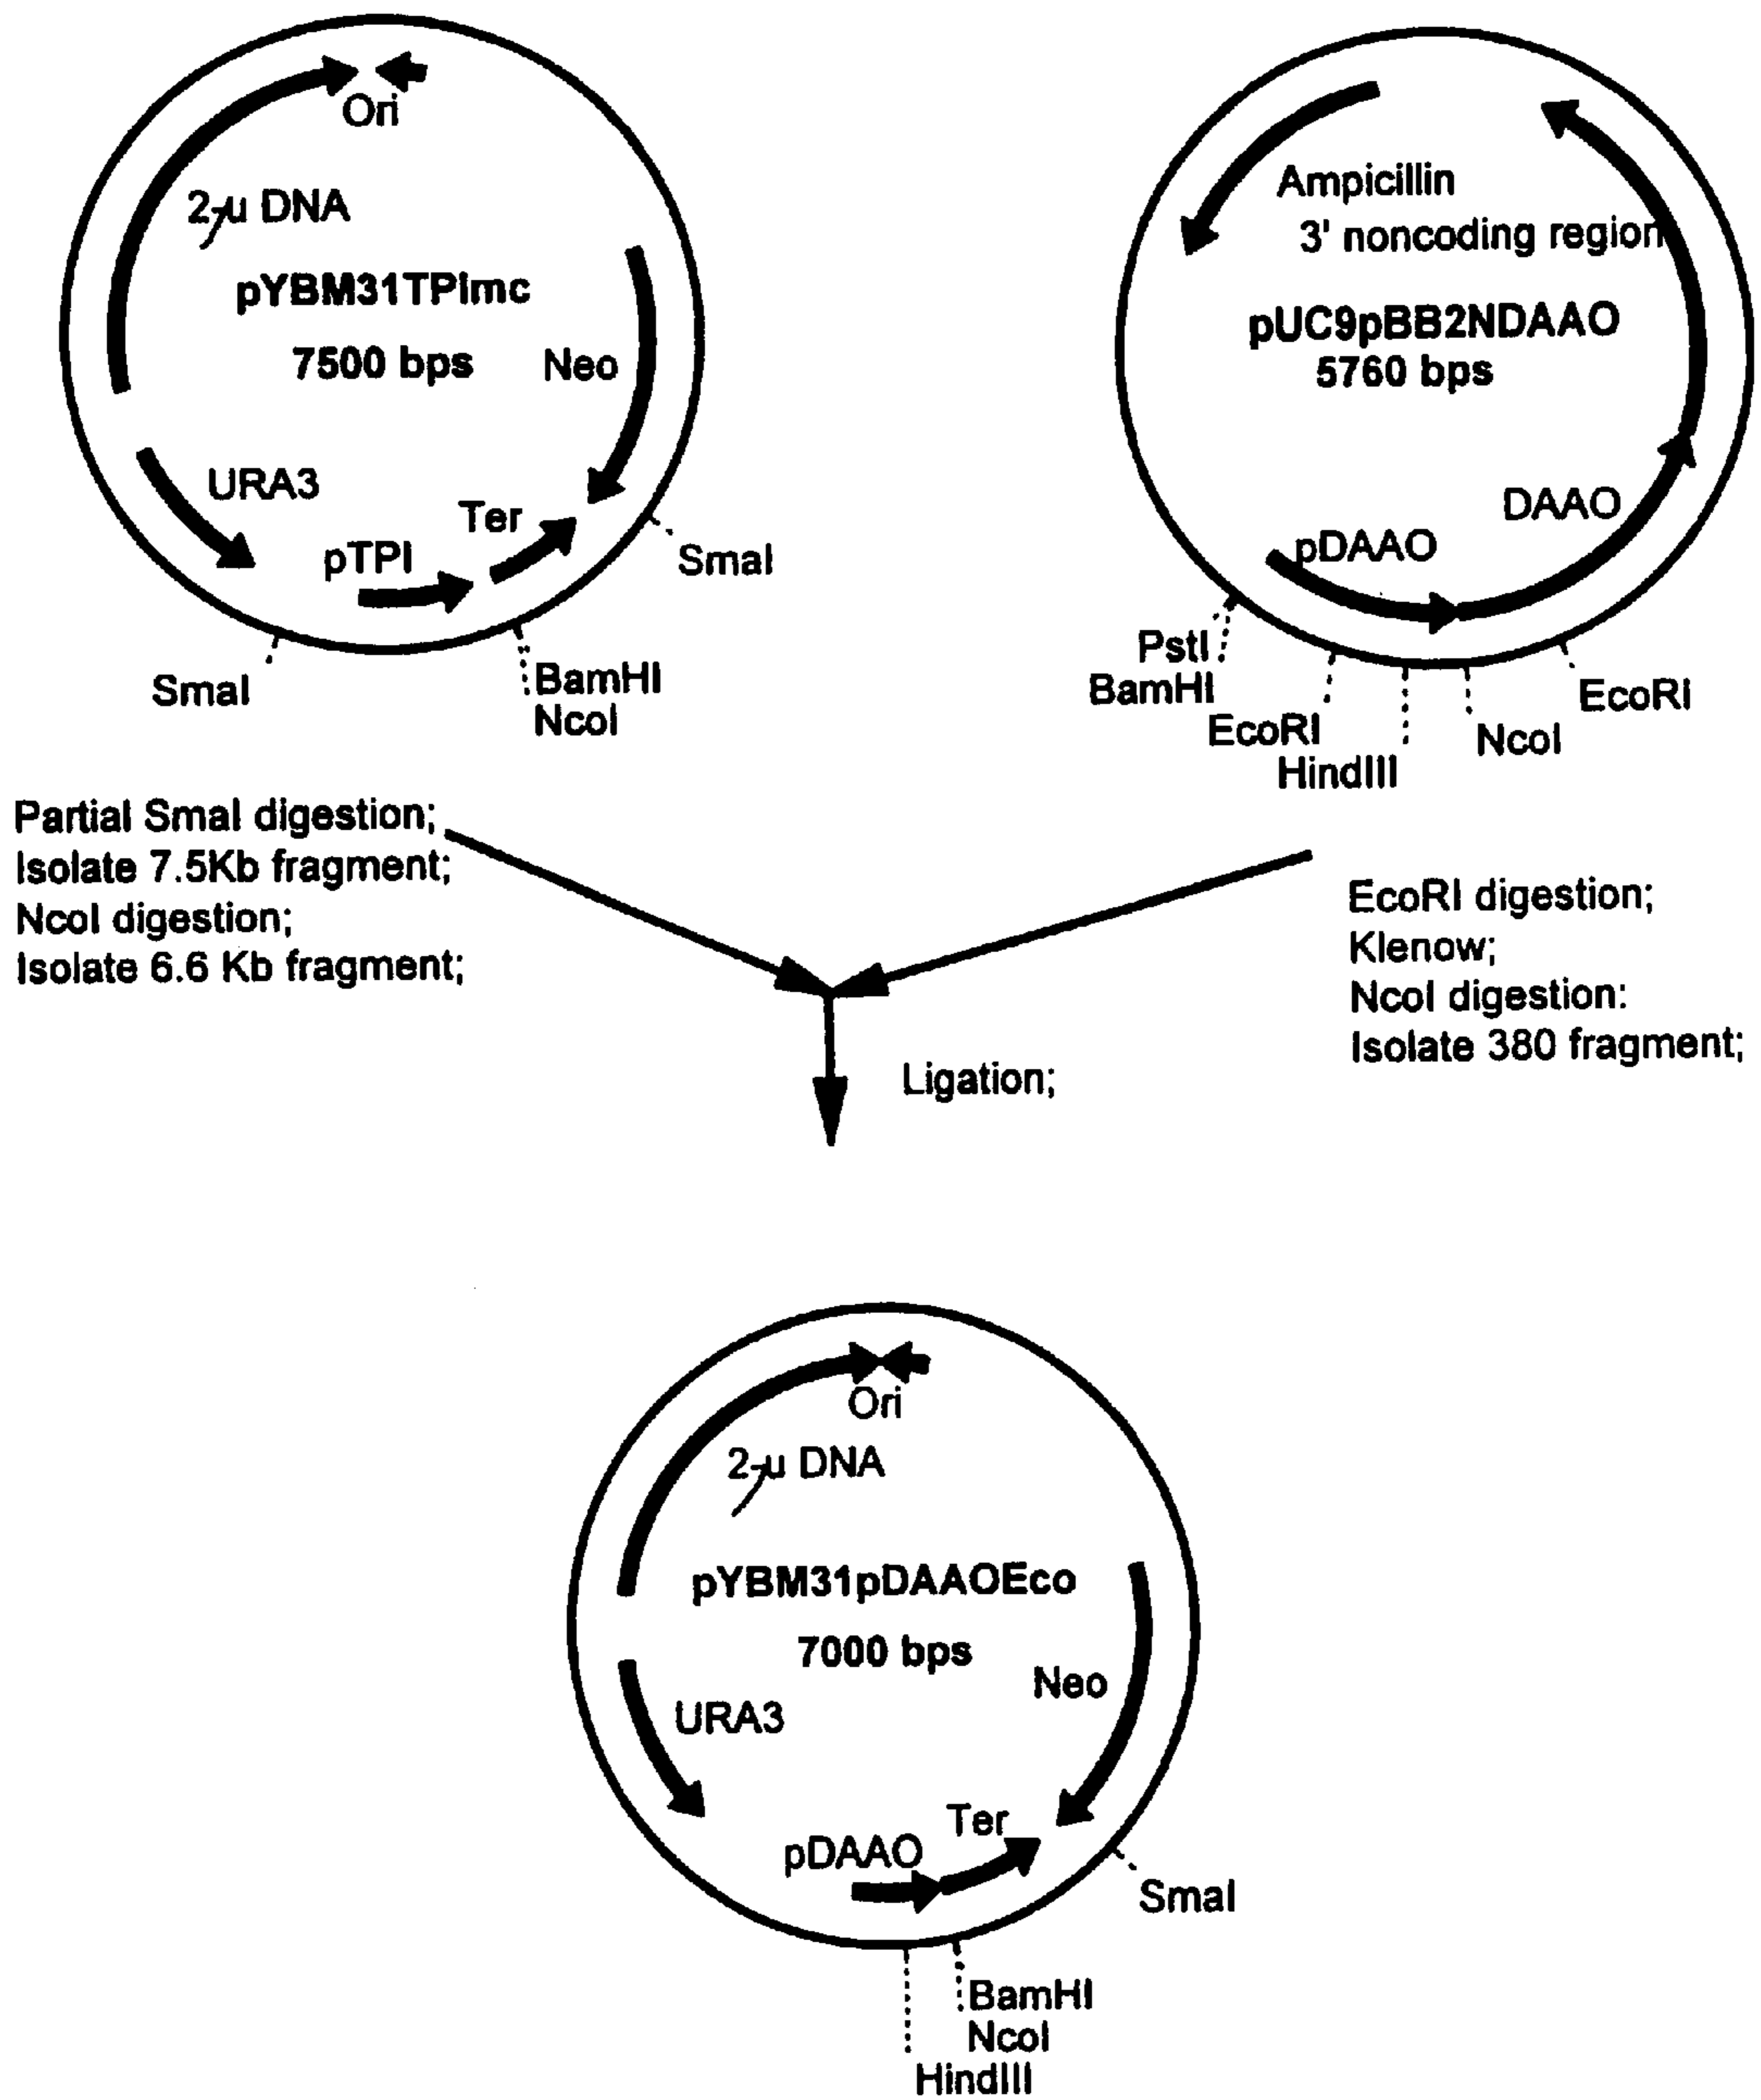 Ori
2-µ DNA
pYBM31TPImc
7500 bps
Neo
URA3
Ter
pTPI
SmaI
SmaI
BamHI
NcoI
Ampicillin
3' noncoding region
pUC9pBB2NDAAO
5760 bps
DAAO
pDAAO
PstI
BamHI
EcoRI
HindIII
NcoI
EcoRI
Partial SmaI digestion;
Isolate 7.5Kb fragment;
NcoI digestion;
Isolate 6.6 Kb fragment;
EcoRI digestion;
Klenow;
NcoI digestion:
Isolate 380 fragment;
Ligation;
Ori
2-µ DNA
pYBM31pDAAOEco
7000 bps
Neo
URA3
Ter
pDAAO
SmaI
BamHI
NcoI
HindIII